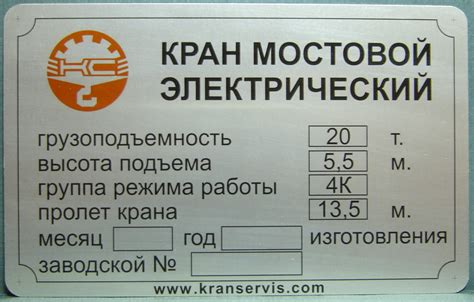 КС
КРАН МОСТОВОЙ
ЭЛЕКТРИЧЕСКИЙ
грузоподъемность 20 т.
высота подъема 5,5 м.
группа режима работы 4К
пролет крана 13,5 м.
месяц год изготовления
заводской №
www.kranservis.com